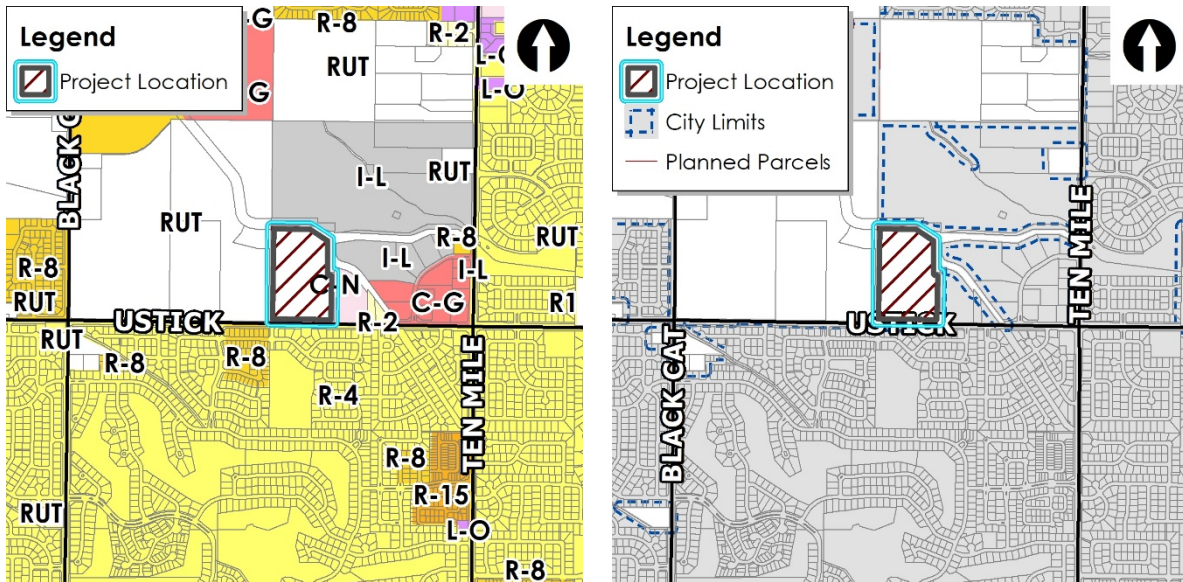 Legend
Project Location
-G
R-8
R-2
L-O
RUT
G
L-O
BLACK C
I-L
RUT
RUT
R-8
RUT
R-8
I-L
I-L
C-N
C-G
R1
RUT
USTICK
R-2
RUT
R-8
R-8
R-4
TEN MILE
R-8
R-15
RUT
L-O
R-8
Legend
Project Location
City Limits
Planned Parcels
TEN MILE
USTICK
BLACK CAT